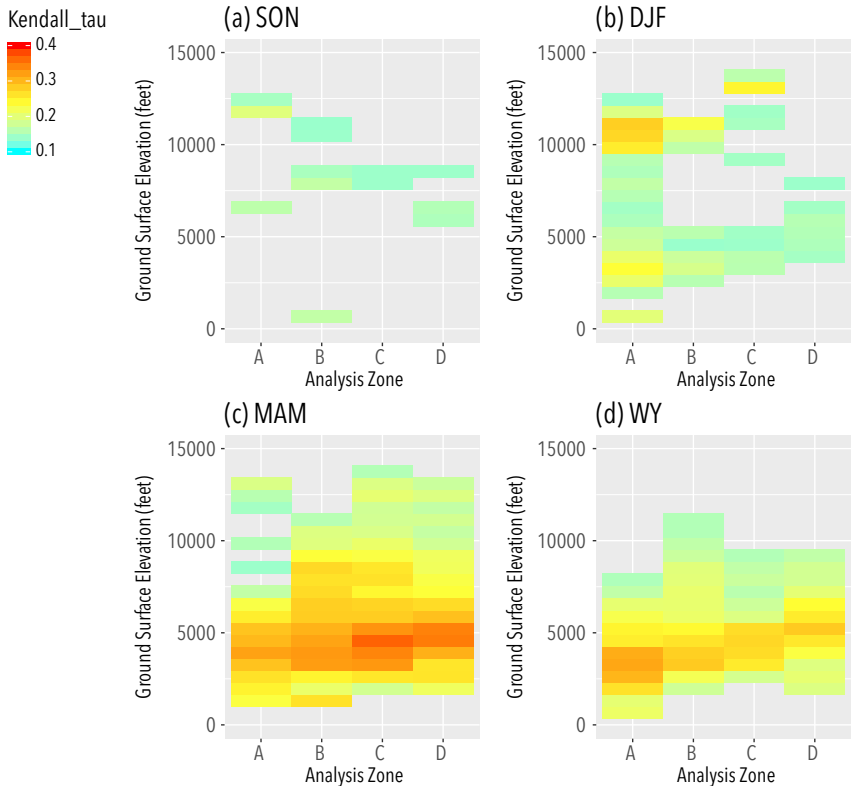 Kendall_tau
0.4
0.3
0.2
0.1
(a) SON
15000
10000
5000
0
Ground Surface Elevation (feet)
A B C D
Analysis Zone
(b) DJF
15000
10000
5000
0
Ground Surface Elevation (feet)
A B C D
Analysis Zone
(c) MAM
15000
10000
5000
0
Ground Surface Elevation (feet)
A B C D
Analysis Zone
(d) WY
15000
10000
5000
0
Ground Surface Elevation (feet)
A B C D
Analysis Zone